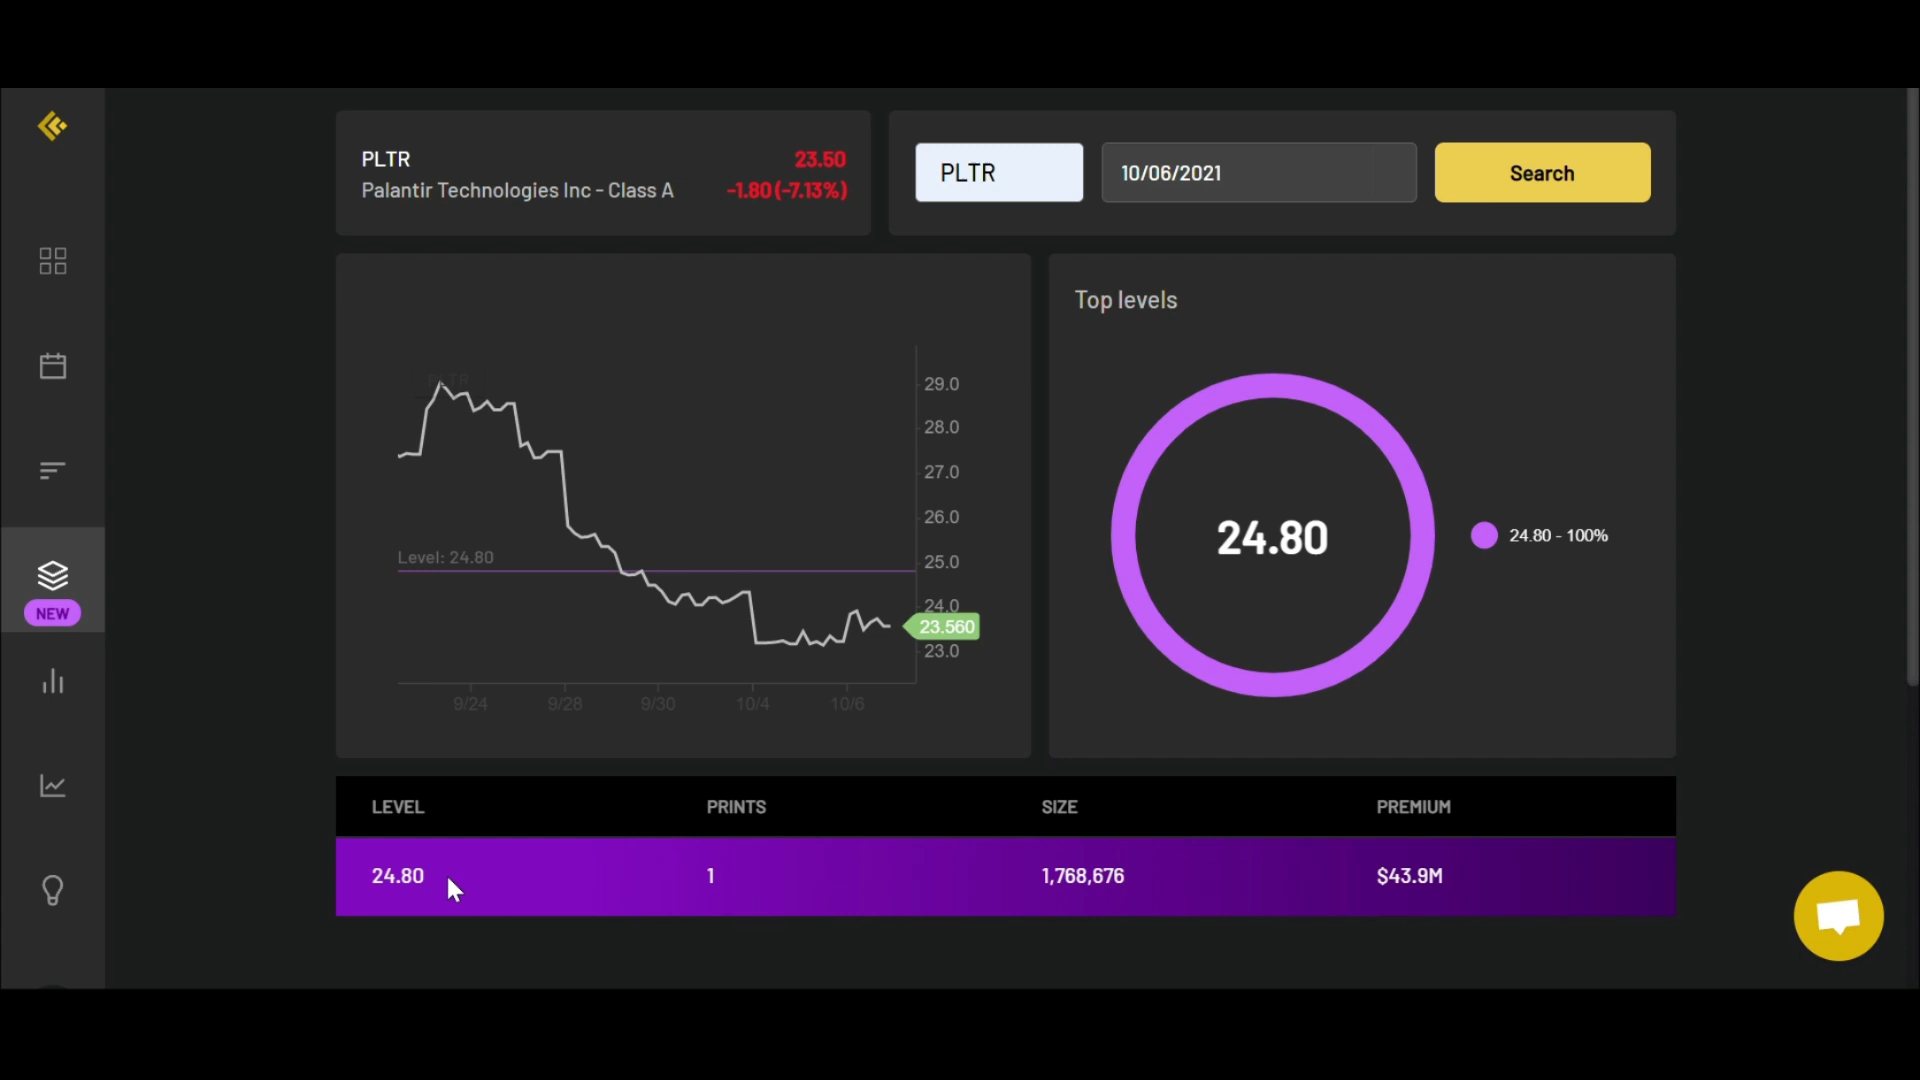 PLTR
23.50
Palantir Technologies Inc - Class A
-1.80 (-7.13%)
PLTR
10/06/2021
Search
Top levels
PLTR
29.0
28.0
27.0
26.0
Level: 24.80
25.0
24.0
23.560
23.0
9/24
9/28
9/30
10/4
10/6
24.80
24.80 - 100%
NEW
LEVEL
PRINTS
SIZE
PREMIUM
24.80
1
1,768,676
$43.9M